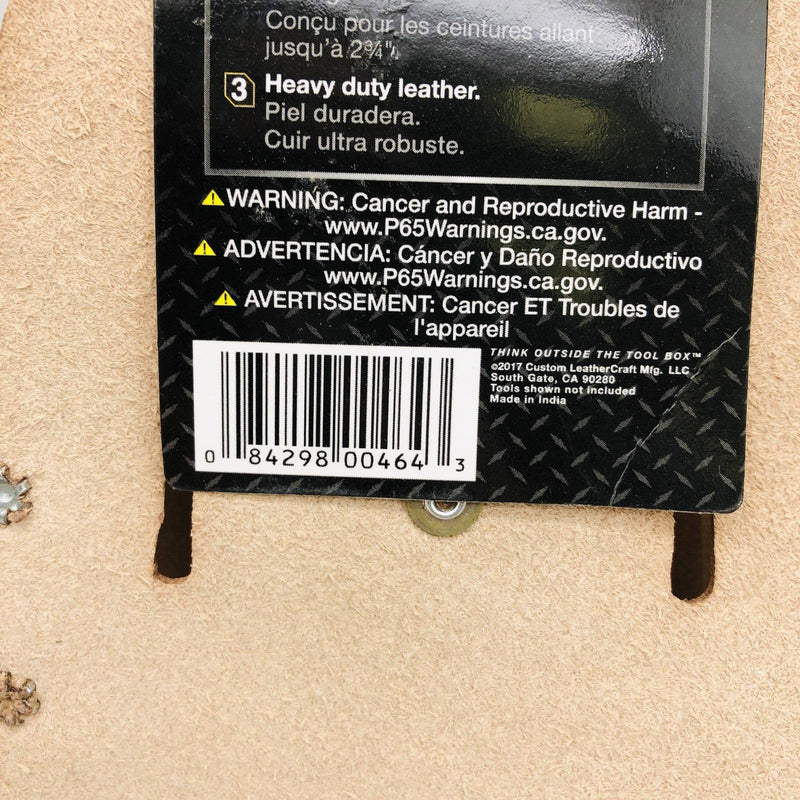 Conçu pour les ceintures allant
jusqu'à 2¾",
3 Heavy duty leather.
Piel duradera.
Cuir ultra robuste.
WARNING: Cancer and Reproductive Harm -
www.P65Warnings.ca.gov.
ADVERTENCIA: Cáncer y Daño Reproductivo
www.P65Warnings.ca.gov.
AVERTISSEMENT: Cancer ET Troubles de
l'appareil
THINK OUTSIDE THE TOOL BOX™
©2017 Custom LeatherCraft Mfg. LLC
South Gate, CA 90280
Tools shown not included
Made in India
0 84298 00464 3